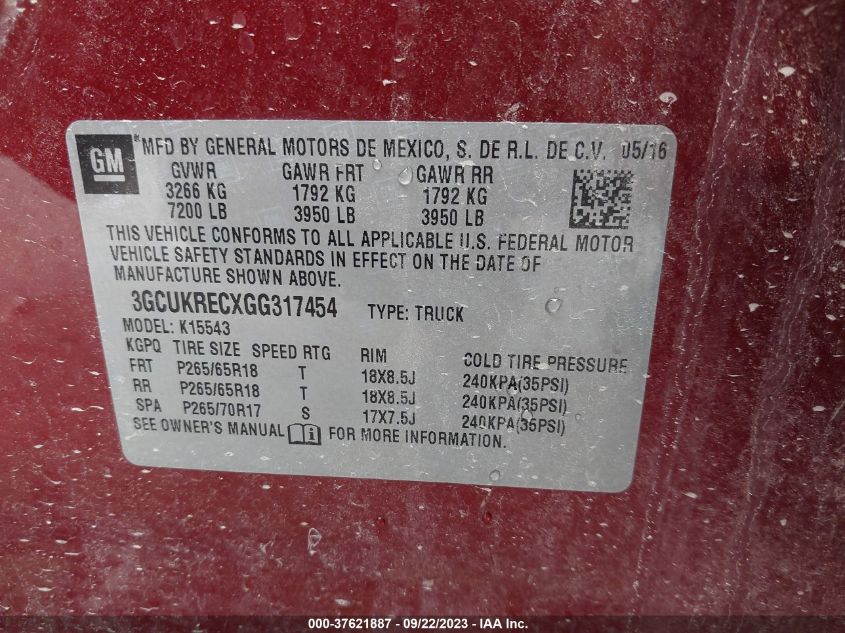 GM
*MFD BY GENERAL MOTORS DE MEXICO, S. DE R.L. DE C.V. 05/16
GVWR GAWR FRT GAWR RR
3266 KG 1792 KG 1792 KG
7200 LB 3950 LB 3950 LB
THIS VEHICLE CONFORMS TO ALL APPLICABLE U.S. FEDERAL MOTOR
VEHICLE SAFETY STANDARDS IN EFFECT ON THE DATE OF
MANUFACTURE SHOWN ABOVE.
3GCUKRECXGG317454 TYPE: TRUCK
MODEL: K15543
KGPQ TIRE SIZE SPEED RTG RIM COLD TIRE PRESSURE
FRT P265/65R18 T 18X8.5J 240KPA(35PSI)
RR P265/65R18 T 18X8.5J 240KPA(35PSI)
SPA P265/70R17 S 17X7.5J 240KPA(35PSI)
SEE OWNER'S MANUAL FOR MORE INFORMATION.
000-37621887 - 09/22/2023 - IAA Inc.